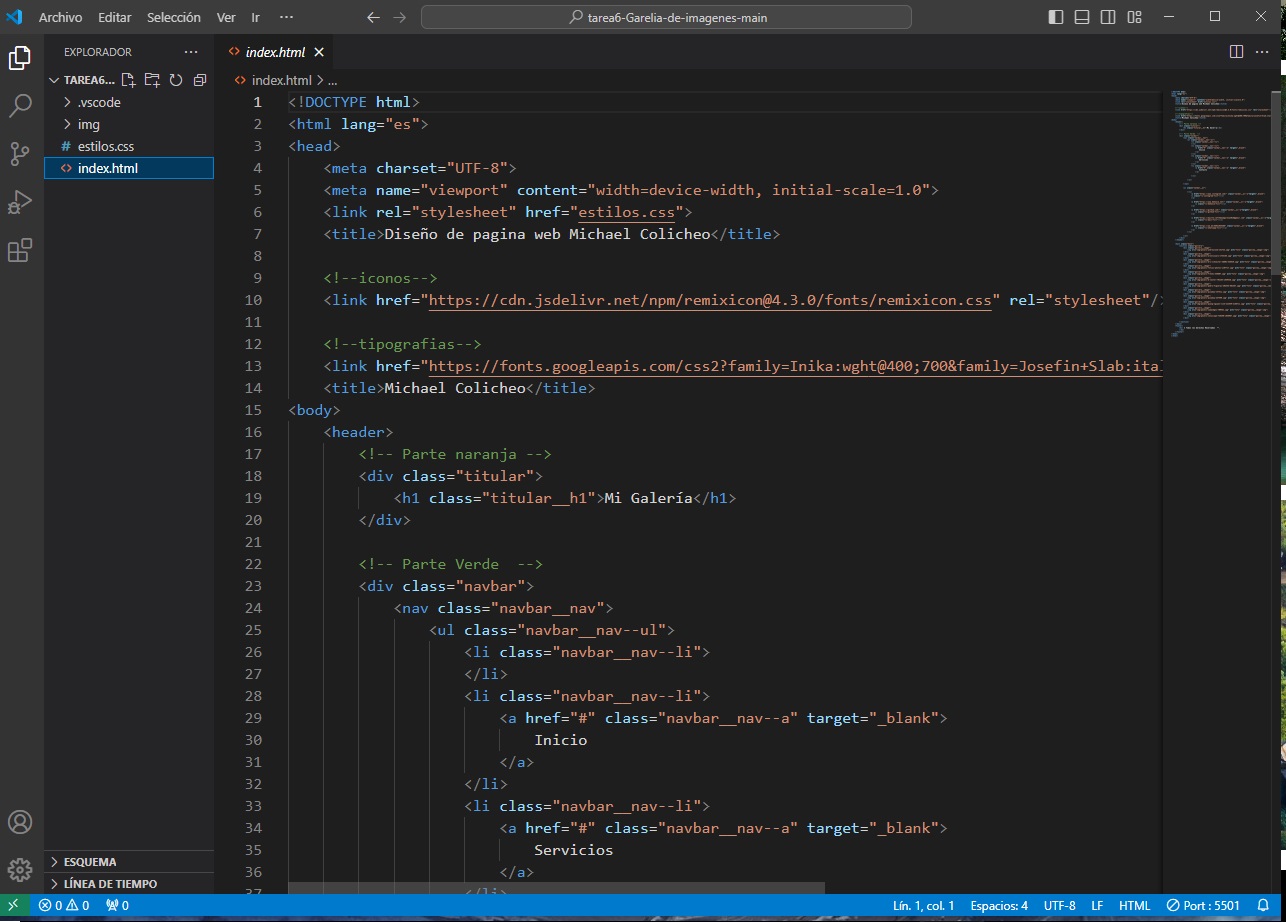 Archivo Editar Selección Ver Ir ··· tarea6-Garelia-de-imagenes-main
EXPLORADOR ···
TAREA6...
.vscode
img
# estilos.css
<> index.html
ESQUEMA
LÍNEA DE TIEMPO
<> index.html ×
<> index.html > ...
1 <!DOCTYPE html>
2 <html lang="es">
3 <head>
4 <meta charset="UTF-8">
5 <meta name="viewport" content="width=device-width, initial-scale=1.0">
6 <link rel="stylesheet" href="estilos.css">
7 <title>Diseño de pagina web Michael Colicheo</title>
8
9 <!--iconos-->
10 <link href="https://cdn.jsdelivr.net/npm/remixicon@4.3.0/fonts/remixicon.css" rel="stylesheet"/>
11
12 <!--tipografias-->
13 <link href="https://fonts.googleapis.com/css2?family=Inika:wght@400;700&family=Josefin+Slab:ital
14 <title>Michael Colicheo</title>
15 <body>
16 <header>
17 <!-- Parte naranja -->
18 <div class="titular">
19 <h1 class="titular__h1">Mi Galería</h1>
20 </div>
21
22 <!-- Parte Verde  -->
23 <div class="navbar">
24 <nav class="navbar__nav">
25 <ul class="navbar__nav--ul">
26 <li class="navbar__nav--li">
27 </li>
28 <li class="navbar__nav--li">
29 <a href="#" class="navbar__nav--a" target="_blank">
30 Inicio
31 </a>
32 </li>
33 <li class="navbar__nav--li">
34 <a href="#" class="navbar__nav--a" target="_blank">
35 Servicios
36 </a>
37 </li>
0 0 0 Lín. 1, col. 1 Espacios: 4 UTF-8 LF HTML Port : 5501